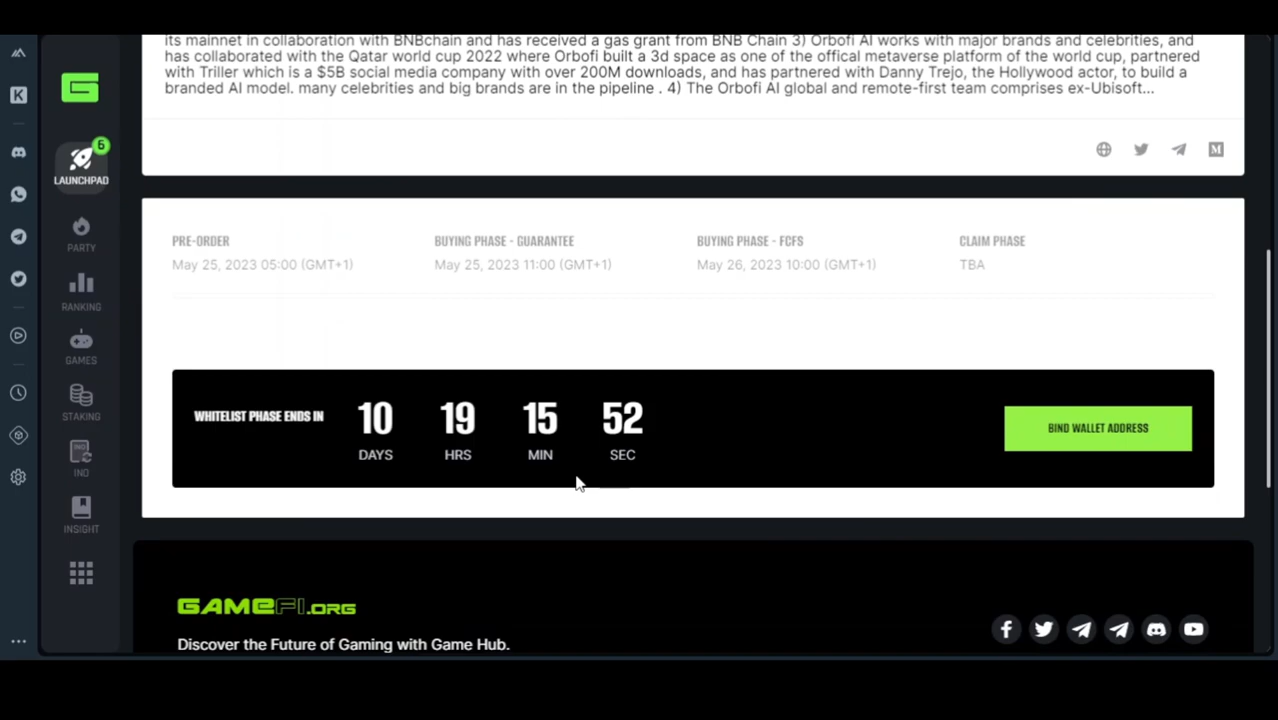 its mainnet in collaboration with BNBchain and has received a gas grant from BNB Chain 3) Orbofi AI works with major brands and celebrities, and
has collaborated with the Qatar world cup 2022 where Orbofi built a 3d space as one of the offical metaverse platform of the world cup, partnered
with Triller which is a $5B social media company with over 200M downloads, and has partnered with Danny Trejo, the Hollywood actor, to build a
branded AI model. many celebrities and big brands are in the pipeline . 4) The Orbofi AI global and remote-first team comprises ex-Ubisoft...
5
LAUNCHPAD
PARTY
RANKING
GAMES
STAKING
INO
INO
INSIGHT
K
M
PRE-ORDER
May 25, 2023 05:00 (GMT+1)
BUYING PHASE - GUARANTEE
May 25, 2023 11:00 (GMT+1)
BUYING PHASE - FCFS
May 26, 2023 10:00 (GMT+1)
CLAIM PHASE
TBA
WHITELIST PHASE ENDS IN
10 19 15 52
DAYS HRS MIN SEC
BIND WALLET ADDRESS
GAMEFI.ORG
Discover the Future of Gaming with Game Hub.